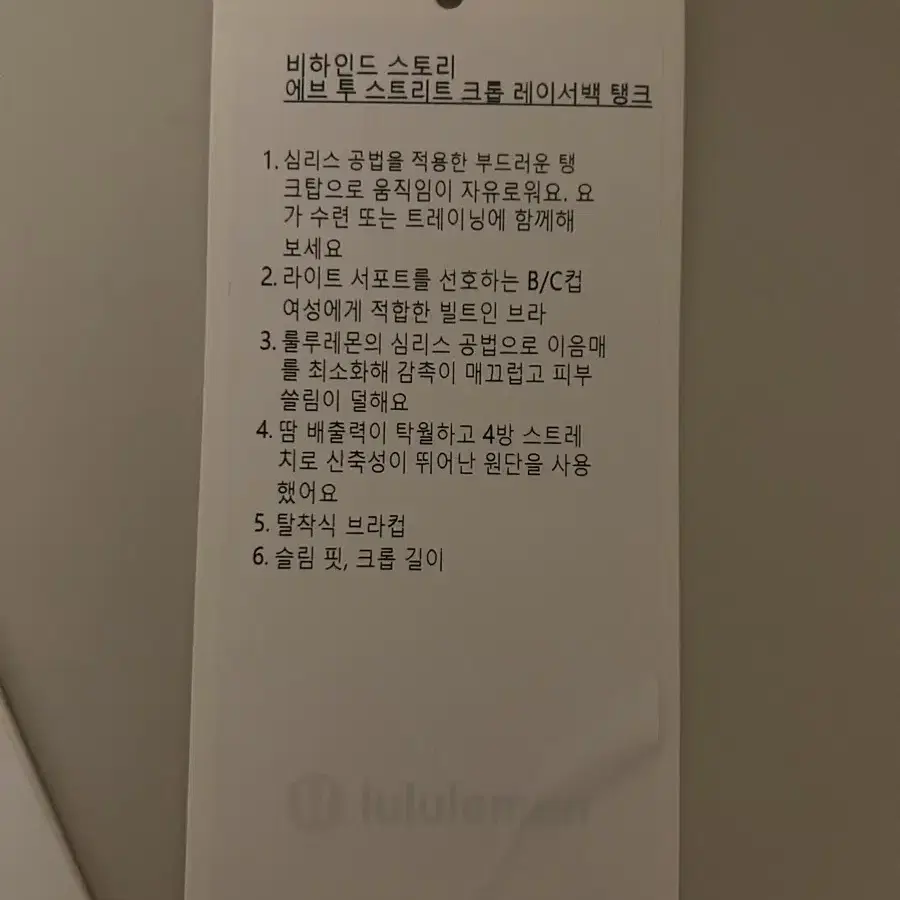 비하인드 스토리
에브 투 스트리트 크롭 레이서백 탱크
1. 심리스 공법을 적용한 부드러운 탱
크탑으로 움직임이 자유로워요. 요
가 수련 또는 트레이닝에 함께해
보세요
2. 라이트 서포트를 선호하는 B/C컵
여성에게 적합한 빌트인 브라
3. 룰루레몬의 심리스 공법으로 이음매
를 최소화해 감촉이 매끄럽고 피부
쓸림이 덜해요
4. 땀 배출력이 탁월하고 4방 스트레
치로 신축성이 뛰어난 원단을 사용
했어요
5. 탈착식 브라컵
6. 슬림 핏, 크롭 길이
lululemon